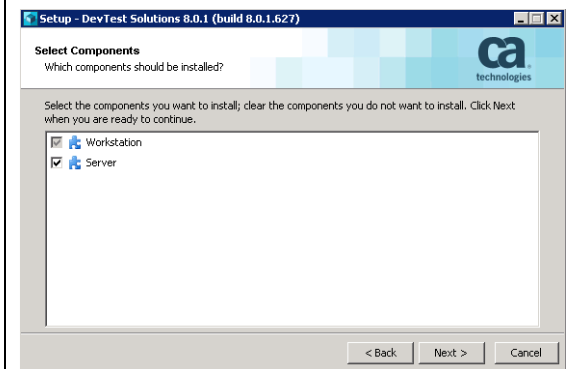 Setup - DevTest Solutions 8.0.1 (build 8.0.1.627)
Select Components
Which components should be installed?
ca
technologies
Select the components you want to install; clear the components you do not want to install. Click Next
when you are ready to continue.
Workstation
Server
< Back Next > Cancel